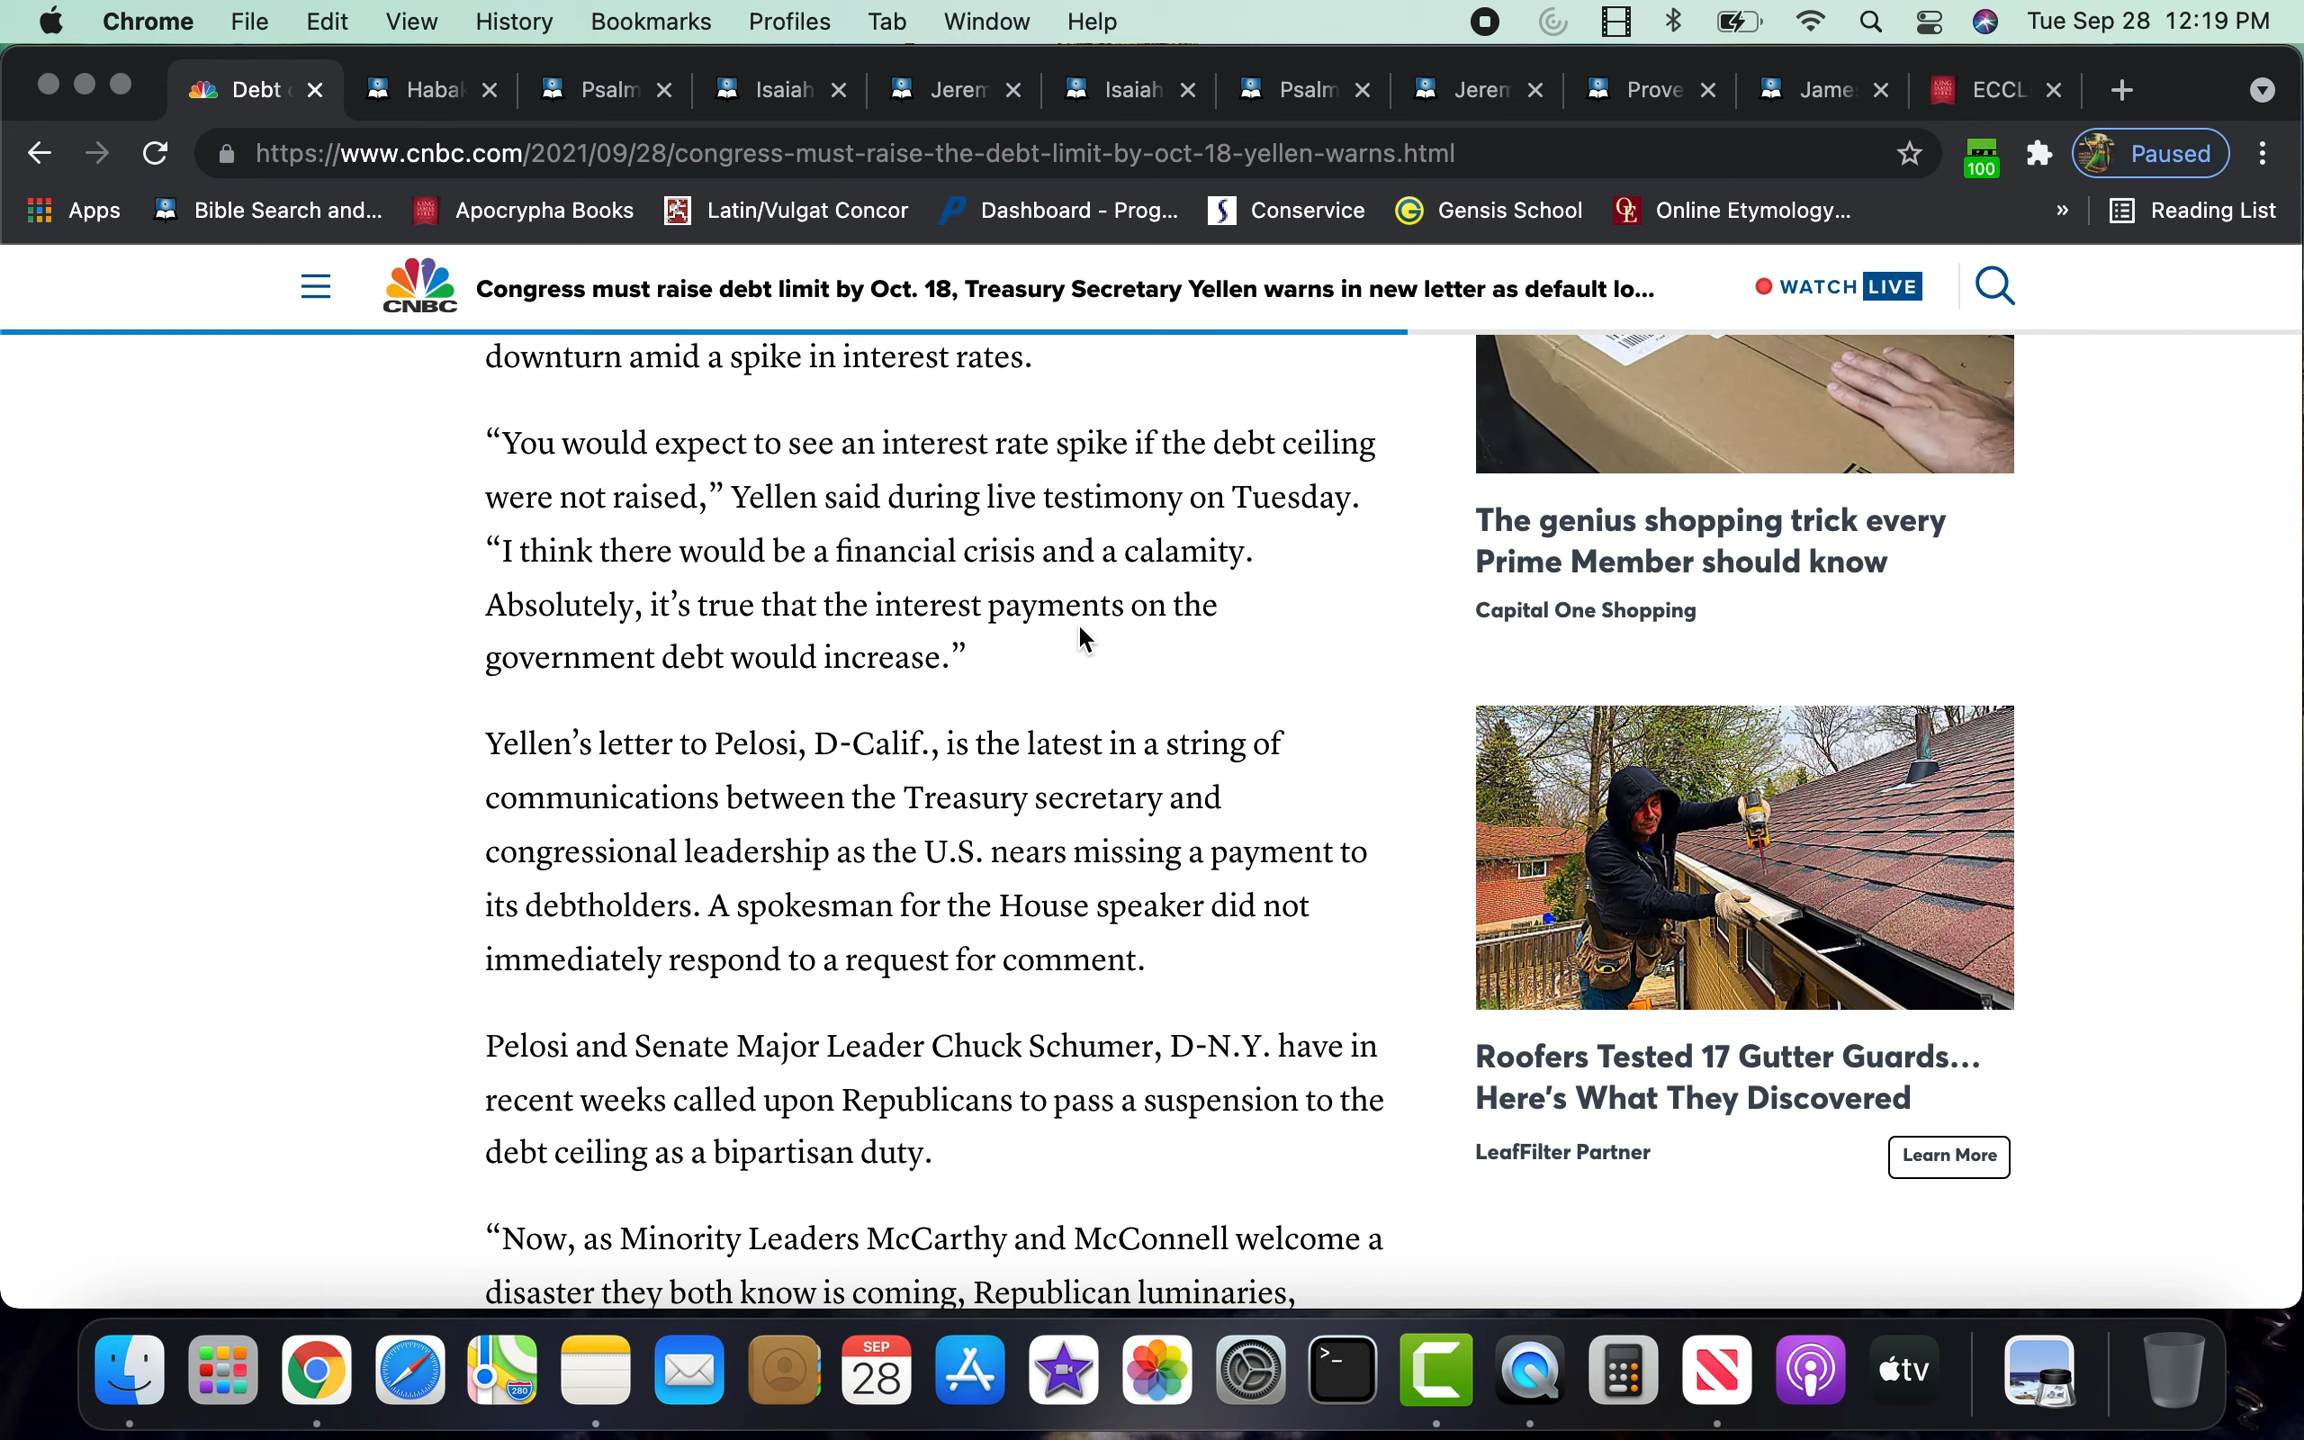 Chrome File Edit View History Bookmarks Profiles Tab Window Help Tue Sep 28 12:19 PM
Debt Habak Psalm Isaiah Jerem Isaiah Psalm Jerem Prove Jame ECCL
https://www.cnbc.com/2021/09/28/congress-must-raise-the-debt-limit-by-oct-18-yellen-warns.html
100
Paused
Apps Bible Search and... Apocrypha Books Latin/Vulgat Concor Dashboard - Prog... Conservice Gensis School Online Etymology... » Reading List
CNBC
Congress must raise debt limit by Oct. 18, Treasury Secretary Yellen warns in new letter as default lo...
WATCH LIVE
downturn amid a spike in interest rates.
“You would expect to see an interest rate spike if the debt ceiling
were not raised,” Yellen said during live testimony on Tuesday.
“I think there would be a financial crisis and a calamity.
Absolutely, it’s true that the interest payments on the
government debt would increase.”
Yellen’s letter to Pelosi, D-Calif., is the latest in a string of
communications between the Treasury secretary and
congressional leadership as the U.S. nears missing a payment to
its debtholders. A spokesman for the House speaker did not
immediately respond to a request for comment.
Pelosi and Senate Major Leader Chuck Schumer, D-N.Y. have in
recent weeks called upon Republicans to pass a suspension to the
debt ceiling as a bipartisan duty.
“Now, as Minority Leaders McCarthy and McConnell welcome a
disaster they both know is coming, Republican luminaries,
The genius shopping trick every
Prime Member should know
Capital One Shopping
Roofers Tested 17 Gutter Guards...
Here's What They Discovered
LeafFilter Partner
Learn More
280
SEP
28
tv